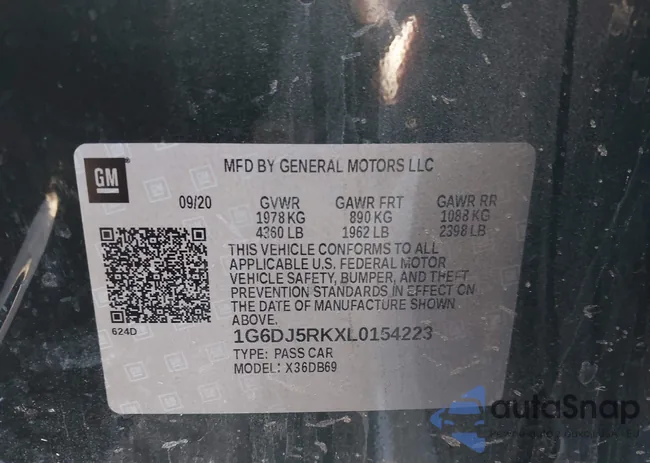 GM
MFD BY GENERAL MOTORS LLC
09/20 GVWR GAWR FRT GAWR RR
1978 KG 890 KG 1088 KG
4360 LB 1962 LB 2398 LB
THIS VEHICLE CONFORMS TO ALL
APPLICABLE U.S. FEDERAL MOTOR
VEHICLE SAFETY, BUMPER, AND THEFT
PREVENTION STANDARDS IN EFFECT ON
THE DATE OF MANUFACTURE SHOWN
ABOVE.
624D
1G6DJ5RKXL0154223
TYPE: PASS CAR
MODEL: X36DB69
autoSnap